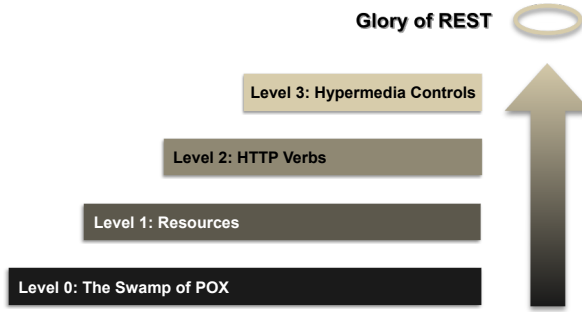 Glory of REST
Level 3: Hypermedia Controls
Level 2: HTTP Verbs
Level 1: Resources
Level 0: The Swamp of POX